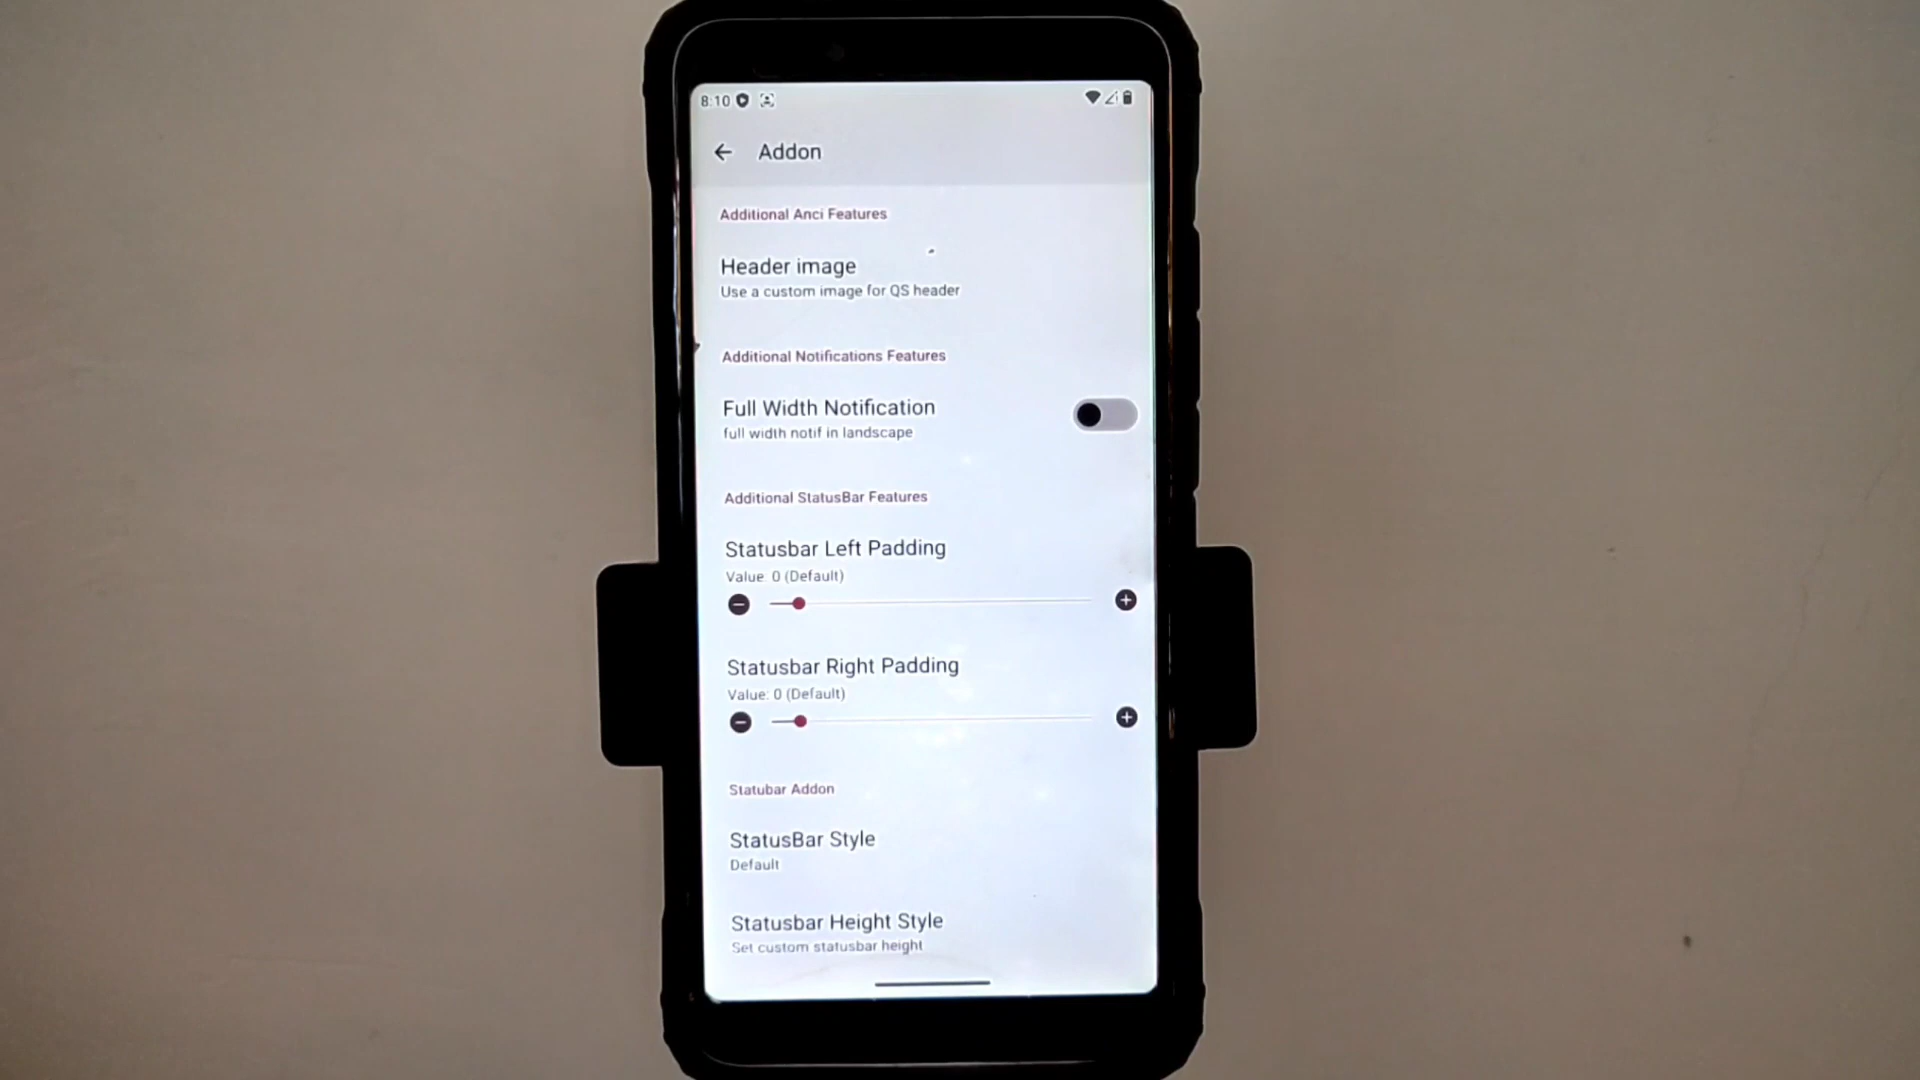 8:10
Addon
Additional Anci Features
Header image
Use a custom image for QS header
Additional Notifications Features
Full Width Notification
full width notif in landscape
Additional StatusBar Features
Statusbar Left Padding
Value: 0 (Default)
Statusbar Right Padding
Value: 0 (Default)
Statubar Addon
StatusBar Style
Default
Statusbar Height Style
Set custom statusbar height